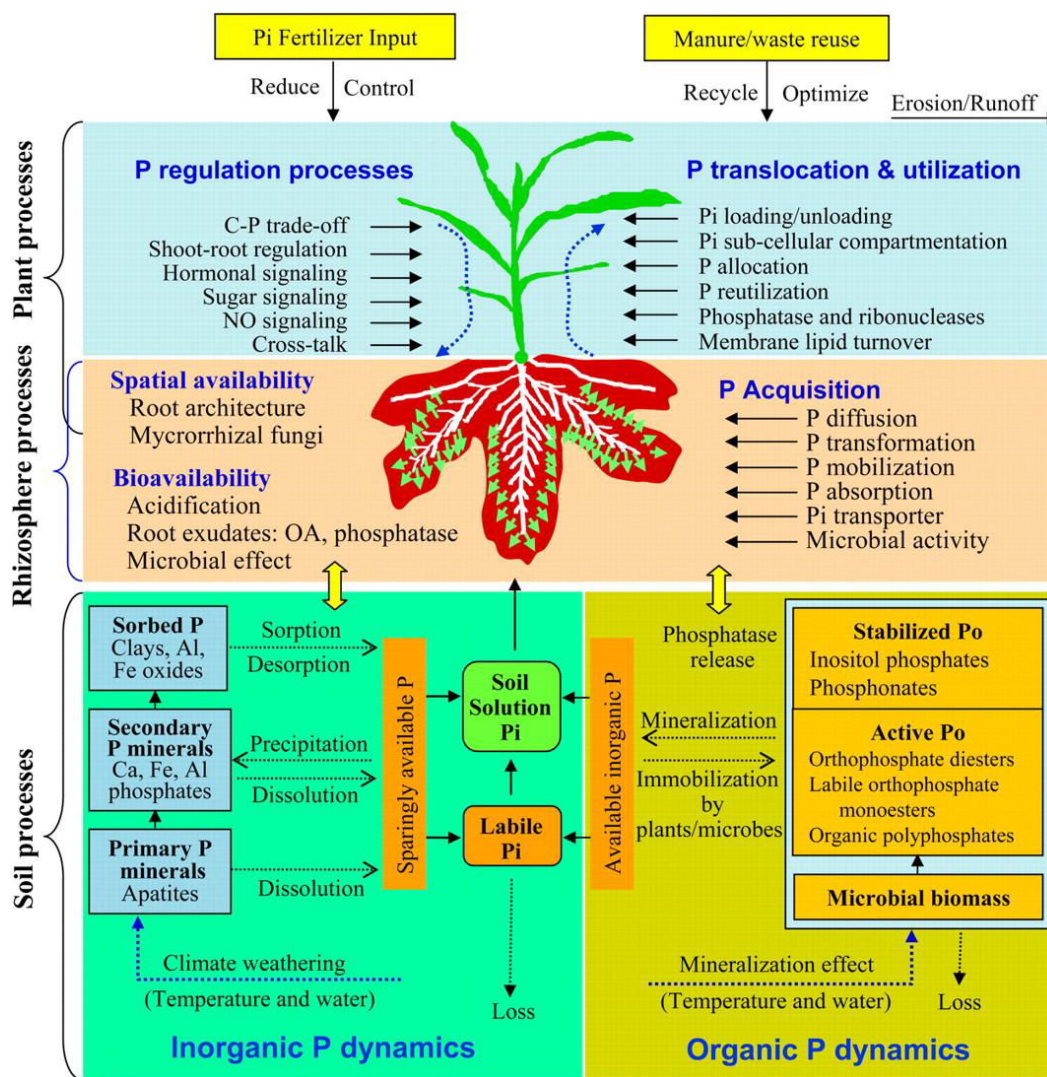 Pi Fertilizer Input
Manure/waste reuse
Reduce
Control
Recycle
Optimize
Erosion/Runoff
Plant processes
P regulation processes
C-P trade-off
Shoot-root regulation
Hormonal signaling
Sugar signaling
NO signaling
Cross-talk
P translocation & utilization
Pi loading/unloading
Pi sub-cellular compartmentation
P allocation
P reutilization
Phosphatase and ribonucleases
Membrane lipid turnover
Rhizosphere processes
Spatial availability
Root architecture
Mycrorrhizal fungi
Bioavailability
Acidification
Root exudates: OA, phosphatase
Microbial effect
P Acquisition
P diffusion
P transformation
P mobilization
P absorption
Pi transporter
Microbial activity
Soil processes
Sorbed P
Clays, Al,
Fe oxides
Secondary
P minerals
Ca, Fe, Al
phosphates
Primary P
minerals
Apatites
Sorption
Desorption
Precipitation
Dissolution
Dissolution
Sparingly available P
Soil
Solution
Pi
Labile
Pi
Loss
Climate weathering
(Temperature and water)
Inorganic P dynamics
Available inorganic P
Phosphatase
release
Mineralization
Immobilization
by
plants/microbes
Stabilized Po
Inositol phosphates
Phosphonates
Active Po
Orthophosphate diesters
Labile orthophosphate
monoesters
Organic polyphosphates
Microbial biomass
Mineralization effect
(Temperature and water)
Loss
Organic P dynamics